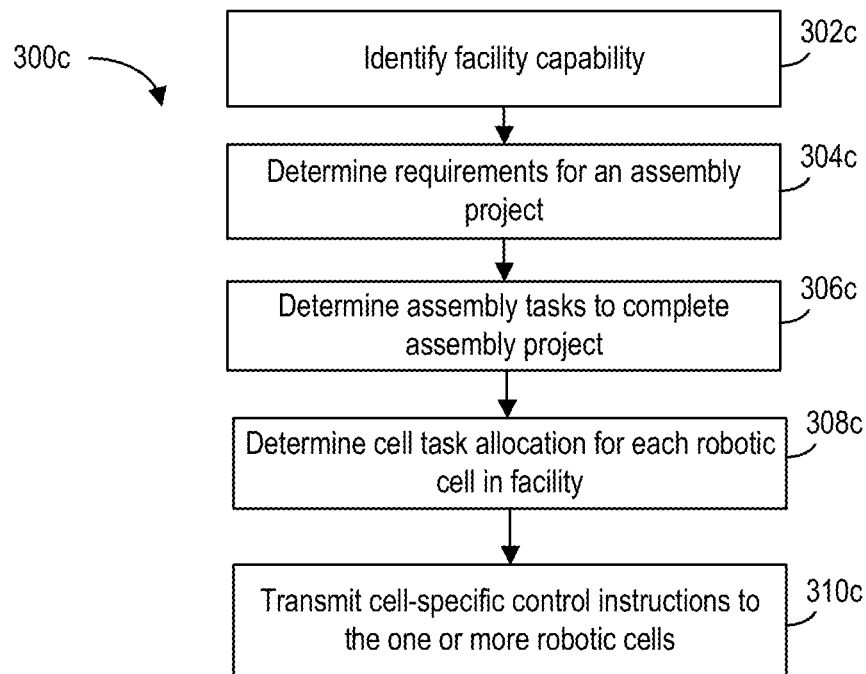 300c
Identify facility capability
302c
Determine requirements for an assembly
project
304c
Determine assembly tasks to complete
assembly project
306c
Determine cell task allocation for each robotic
cell in facility
308c
Transmit cell-specific control instructions to
the one or more robotic cells
310c